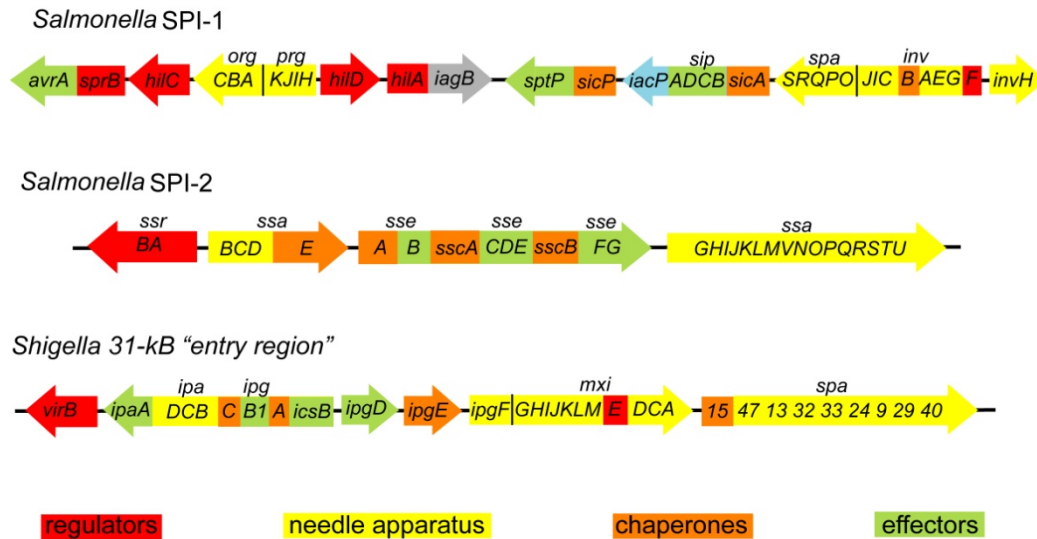 Salmonella SPI-1
org prg sip spa inv
avrA sprB hilC CBA KJIH hilD hilA iagB sptP sicP iacP ADCB sicA SRQPO JIC B AEG F invH
Salmonella SPI-2
ssr ssa sse sse sse ssa
BA BCD E A B sscA CDE sscB FG GHIJKLMVNOPQRSTU
Shigella 31-kB “entry region”
ipa ipg mxi spa
virB ipaA DCB C B1 A icsB ipgD ipgE ipgF GHIJKLM E DCA 15 47 13 32 33 24 9 29 40
regulators needle apparatus chaperones effectors